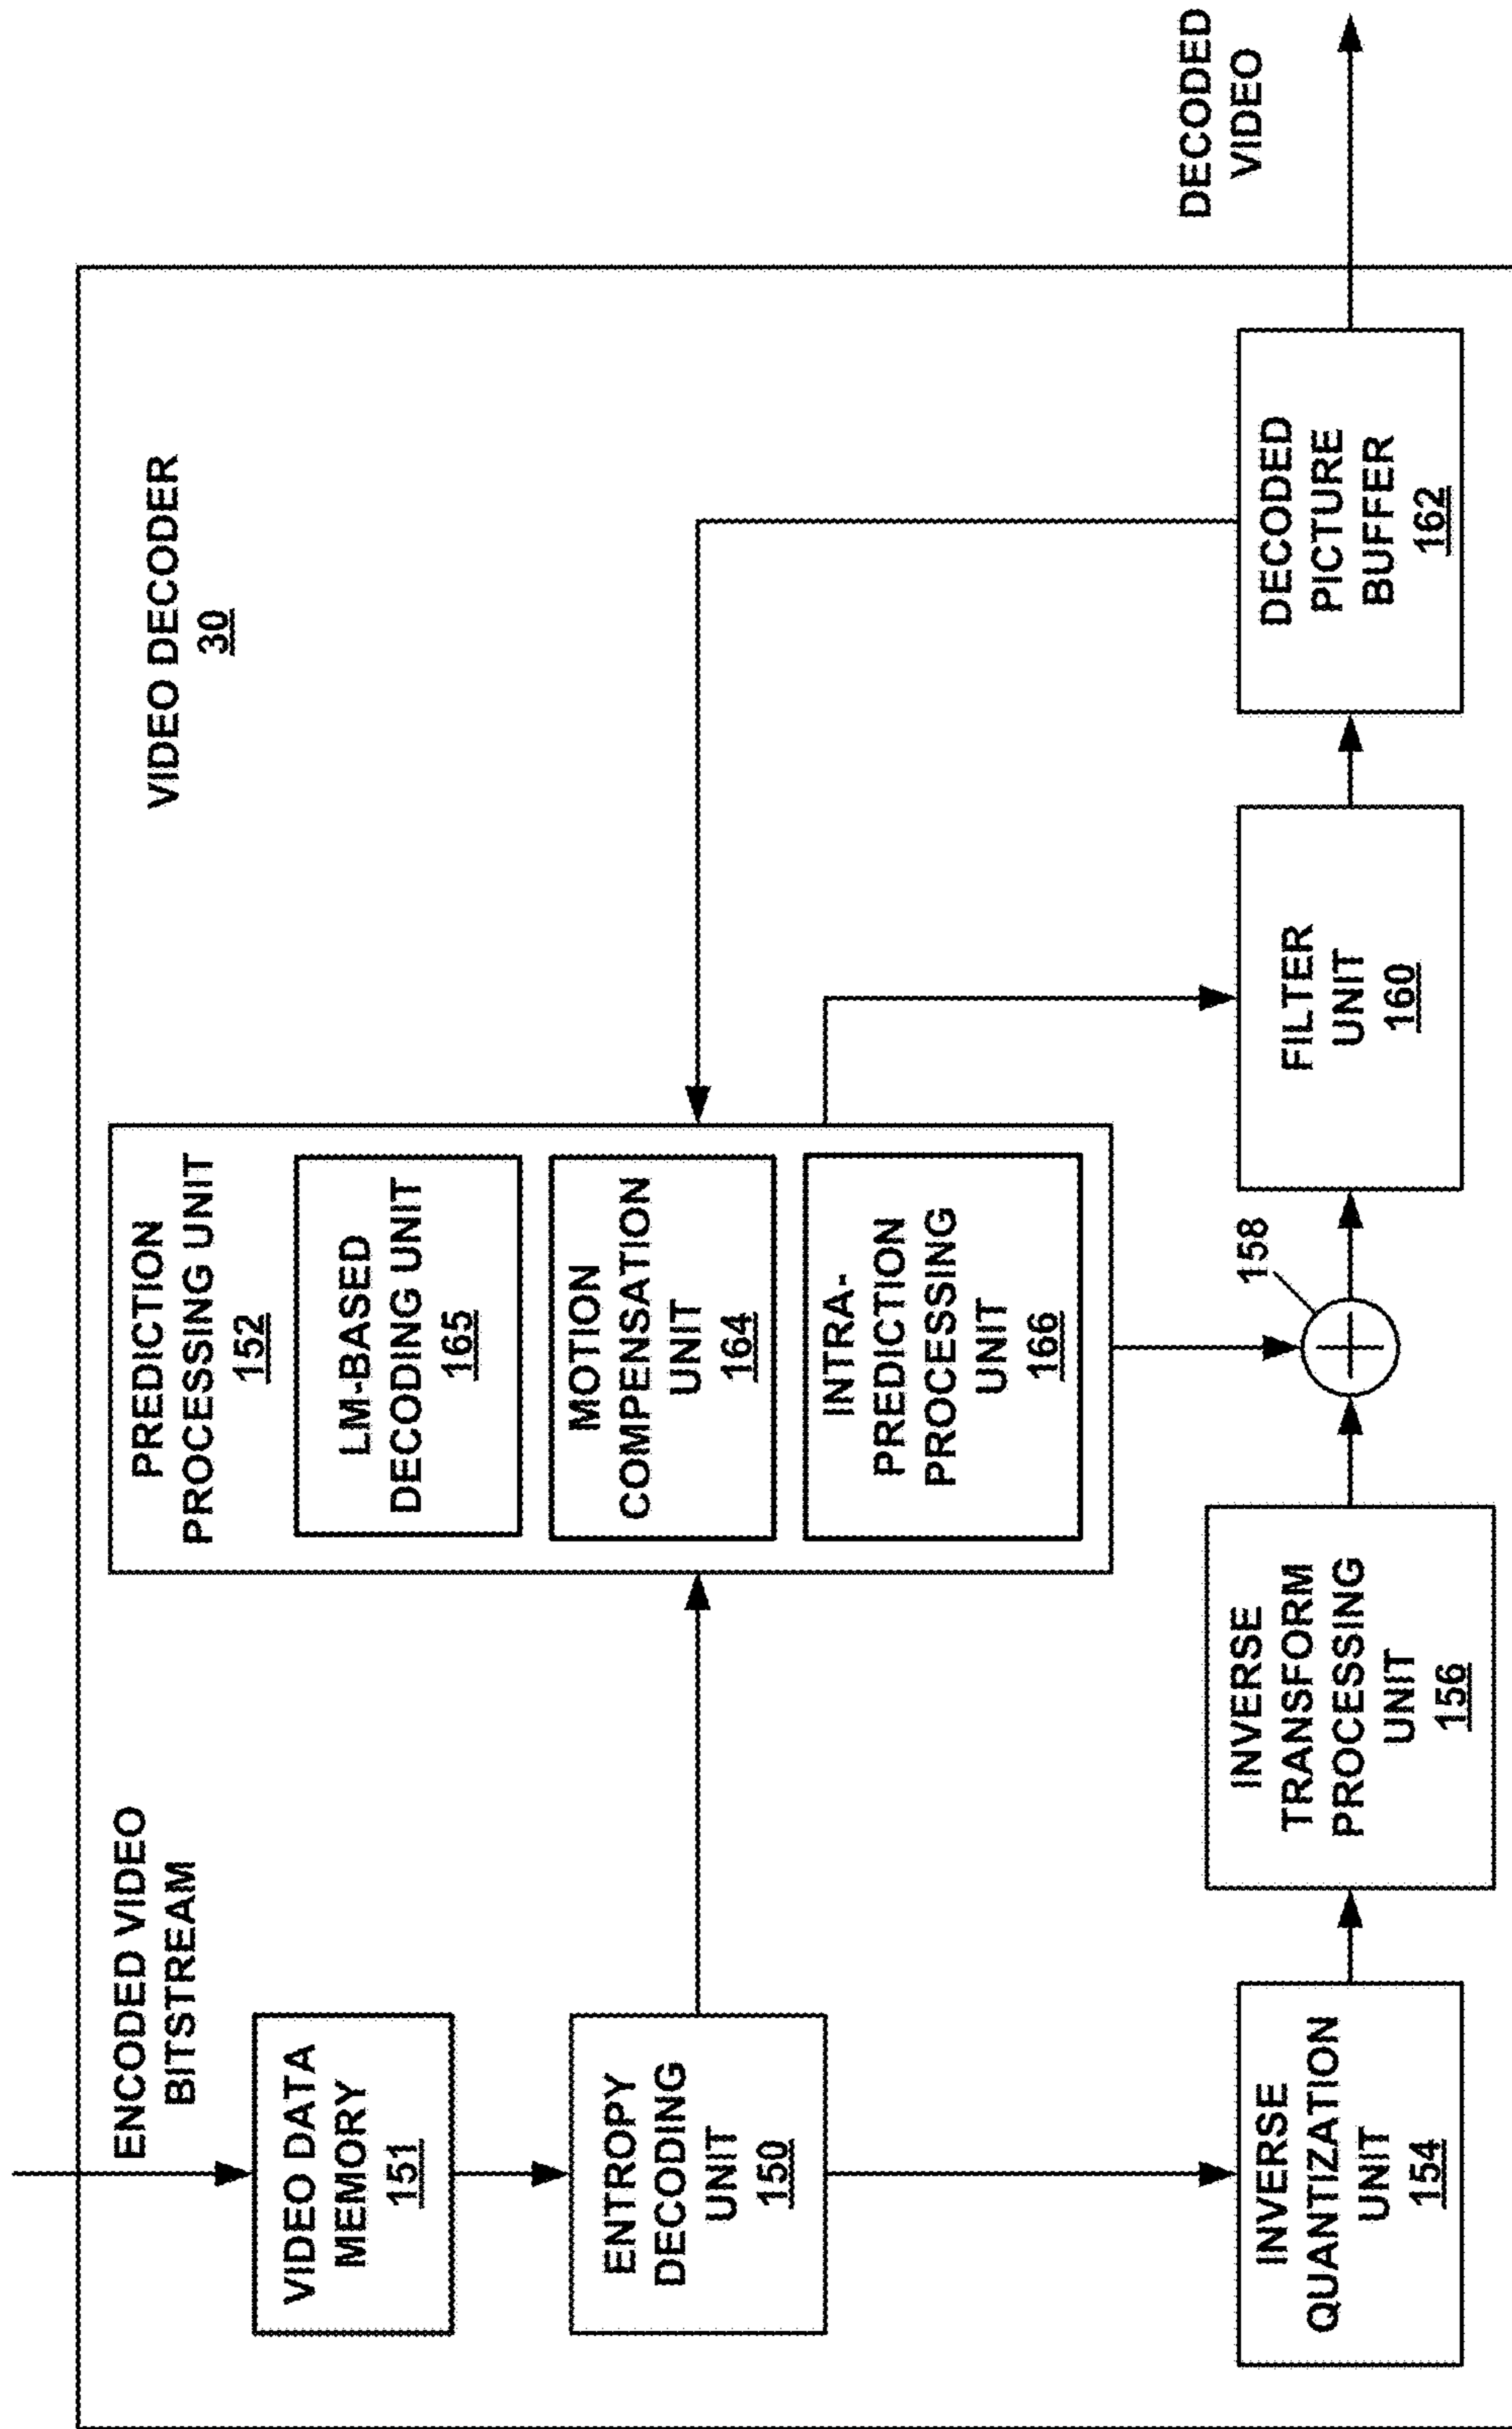 ENCODED VIDEO
BITSTREAM
VIDEO DECODER
30
VIDEO DATA
MEMORY
151
ENTROPY
DECODING
UNIT
150
PREDICTION
PROCESSING UNIT
152
LM-BASED
DECODING UNIT
165
MOTION
COMPENSATION
UNIT
164
INTRA-
PREDICTION
PROCESSING
UNIT
166
INVERSE
QUANTIZATION
UNIT
154
INVERSE
TRANSFORM
PROCESSING
UNIT
156
158
FILTER
UNIT
160
DECODED
PICTURE
BUFFER
162
DECODED
VIDEO